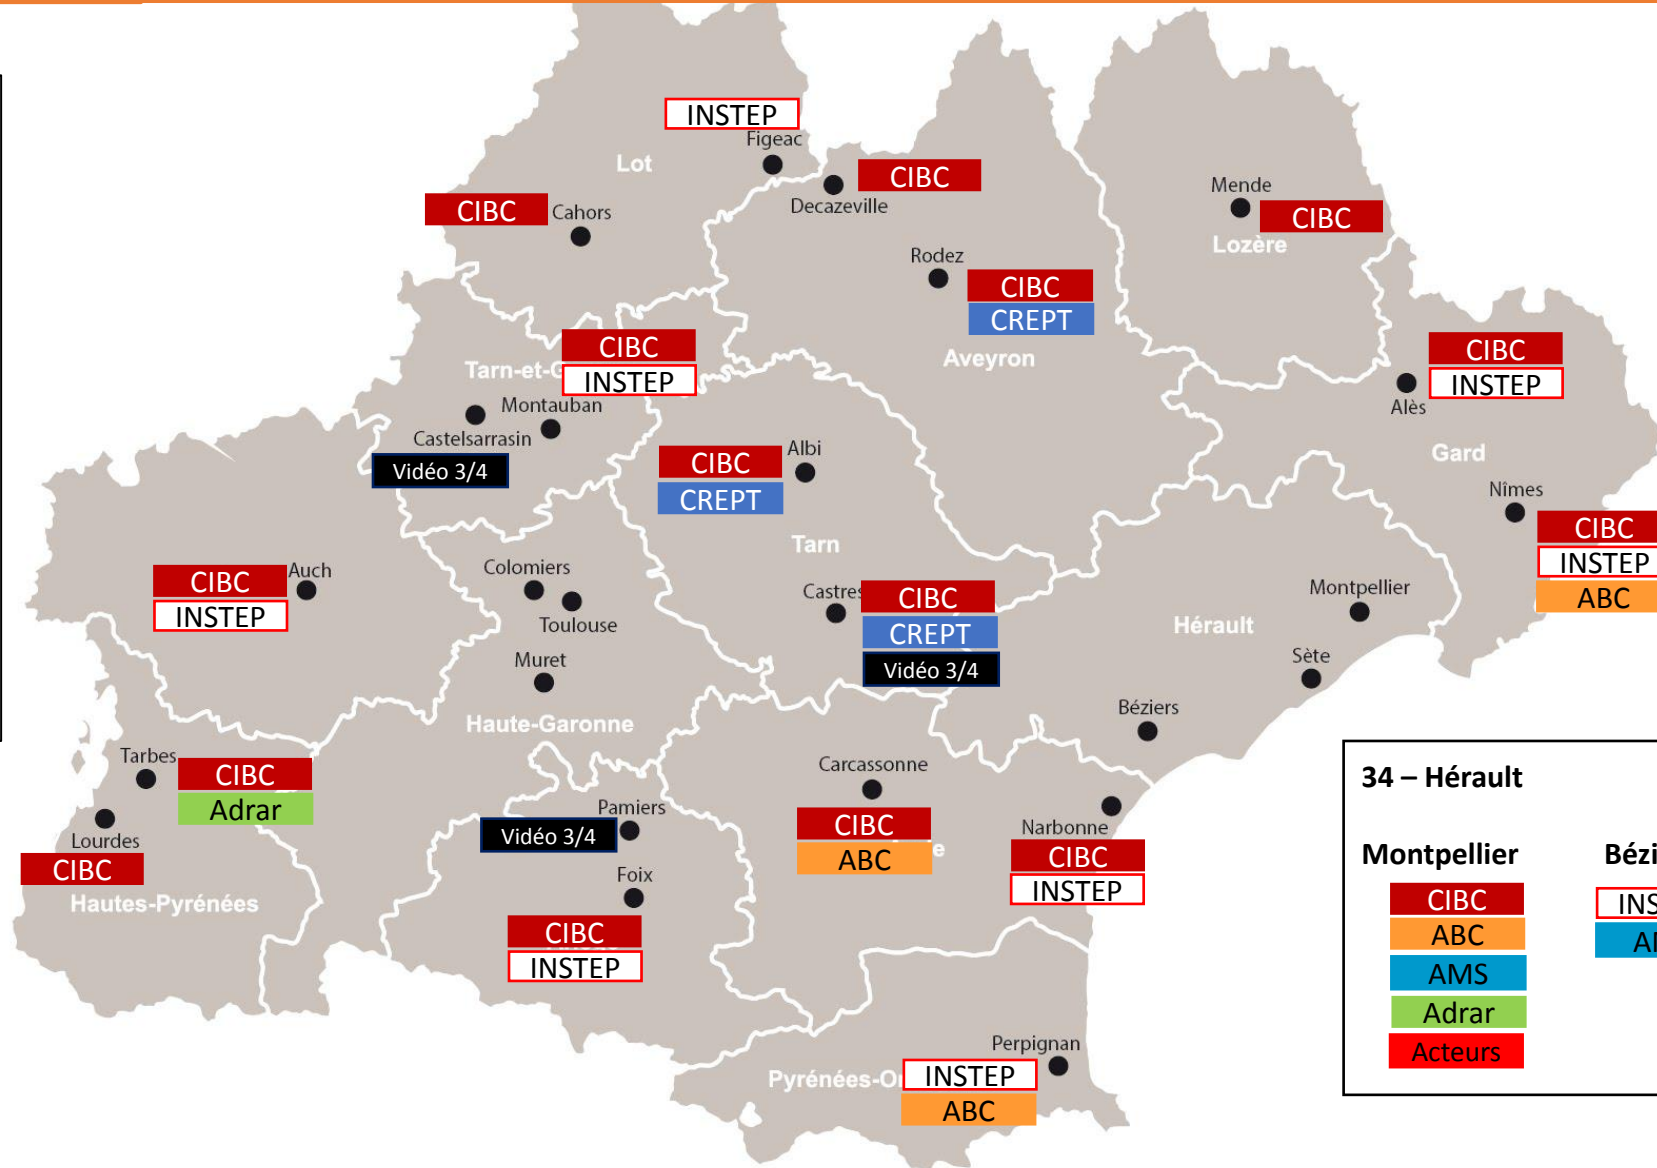 INSTEP
Figeac
Lot
CIBC
Decazeville
Mende
CIBC
Lozère
CIBC
Cahors
Rodez
CIBC
CREPT
Aveyron
CIBC
INSTEP
Tarn-et-G
Montauban
Castelsarrasin
Vidéo 3/4
CIBC
INSTEP
Alès
Gard
Albi
CIBC
CREPT
Tarn
Nîmes
CIBC
INSTEP
ABC
Auch
CIBC
INSTEP
Colomiers
Toulouse
Muret
Haute-Garonne
Castres
CIBC
CREPT
Vidéo 3/4
Montpellier
Hérault
Sète
Béziers
Tarbes
CIBC
Adrar
Lourdes
CIBC
Hautes-Pyrénées
Pamiers
Vidéo 3/4
Foix
CIBC
INSTEP
Carcassonne
CIBC
ABC
Narbonne
CIBC
INSTEP
Perpignan
Pyrénées-O
INSTEP
ABC
34 – Hérault
Montpellier
CIBC
ABC
AMS
Adrar
Acteurs
Bézi
INS